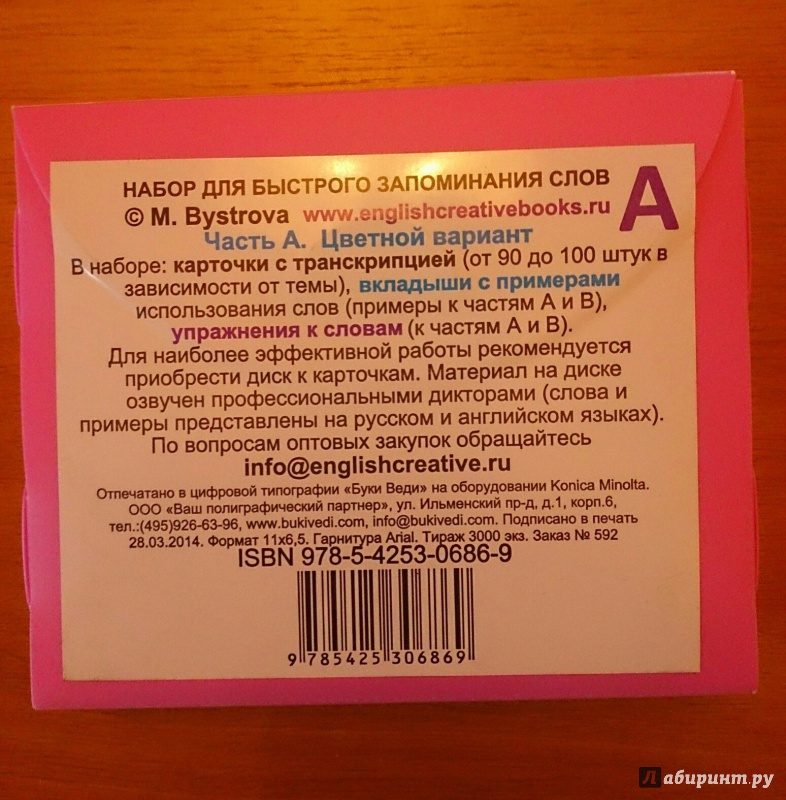 НАБОР ДЛЯ БЫСТРОГО ЗАПОМИНАНИЯ СЛОВ
A
© M. Bystrova www.englishcreativebooks.ru
Часть А. Цветной вариант
В наборе: карточки с транскрипцией (от 90 до 100 штук в
зависимости от темы), вкладыши с примерами
использования слов (примеры к частям А и В),
упражнения к словам (к частям А и В).
Для наиболее эффективной работы рекомендуется
приобрести диск к карточкам. Материал на диске
озвучен профессиональными дикторами (слова и
примеры представлены на русском и английском языках).
По вопросам оптовых закупок обращайтесь
info@englishcreative.ru
Отпечатано в цифровой типографии «Буки Веди» на оборудовании Konica Minolta.
ООО «Ваш полиграфический партнер», ул. Ильменский пр-д, д.1, корп.6,
тел.:(495)926-63-96, www.bukivedi.com, info@bukivedi.com. Подписано в печать
28.03.2014. Формат 11х6,5. Гарнитура Arial. Тираж 3000 экз. Заказ № 592
ISBN 978-5-4253-0686-9
9 785425 306869
Лабиринт.ру